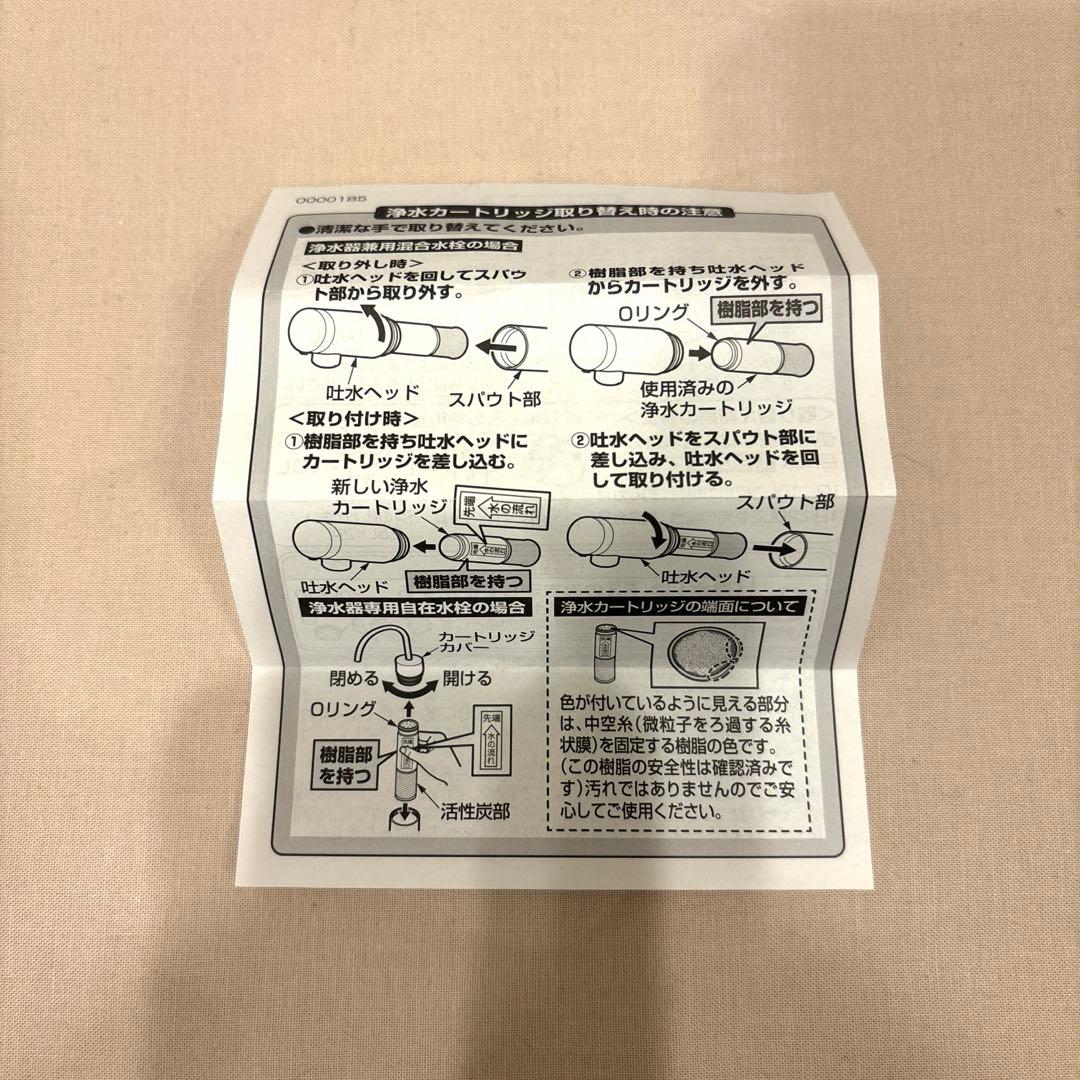 0000185
浄水カートリッジ取り替え時の注意
●清潔な手で取り替えてください。
浄水器兼用混合水栓の場合
<取り外し時>
①吐水ヘッドを回してスパウ
ト部から取り外す。
吐水ヘッド
スパウト部
②樹脂部を持ち吐水ヘッド
からカートリッジを外す。
Oリング
樹脂部を持つ
使用済みの
浄水カートリッジ
<取り付け時>
①樹脂部を持ち吐水ヘッドに
カートリッジを差し込む。
新しい浄水
カートリッジ
先端
水の流れ
吐水ヘッド
樹脂部を持つ
②吐水ヘッドをスパウト部に
差し込み、吐水ヘッドを回
して取り付ける。
スパウト部
吐水ヘッド
浄水器専用自在水栓の場合
カートリッジ
カバー
閉める
開ける
Oリング
先端
水の流れ
樹脂部
を持つ
活性炭部
浄水カートリッジの端面について
色が付いているように見える部分
は、中空糸(微粒子をろ過する糸
状膜)を固定する樹脂の色です。
(この樹脂の安全性は確認済みで
す)汚れではありませんのでご安
心してご使用ください。